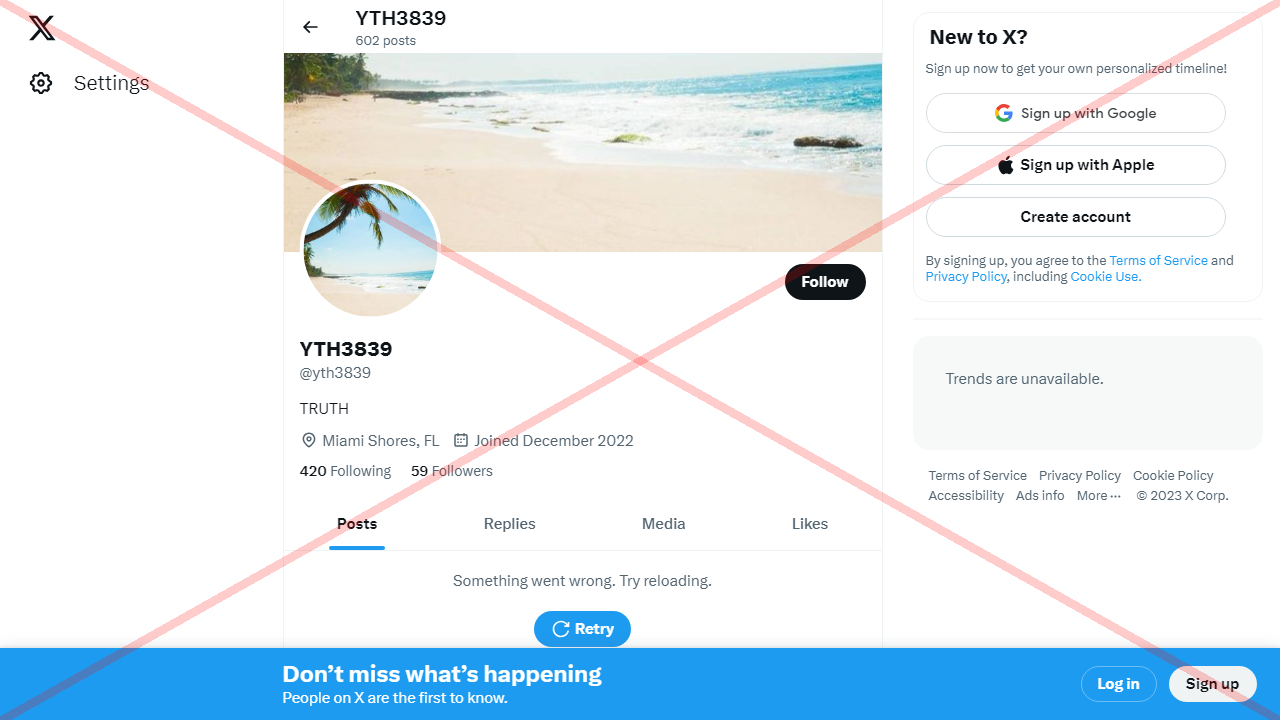 Settings
YTH3839
602 posts
Follow
YTH3839
@yth3839
TRUTH
Miami Shores, FL Joined December 2022
420 Following 59 Followers
Posts Replies Media Likes
Something went wrong. Try reloading.
Retry
New to X?
Sign up now to get your own personalized timeline!
Sign up with Google
Sign up with Apple
Create account
By signing up, you agree to the Terms of Service and
Privacy Policy, including Cookie Use.
Trends are unavailable.
Terms of Service Privacy Policy Cookie Policy
Accessibility Ads info More ··· © 2023 X Corp.
Don’t miss what’s happening
People on X are the first to know.
Log in Sign up